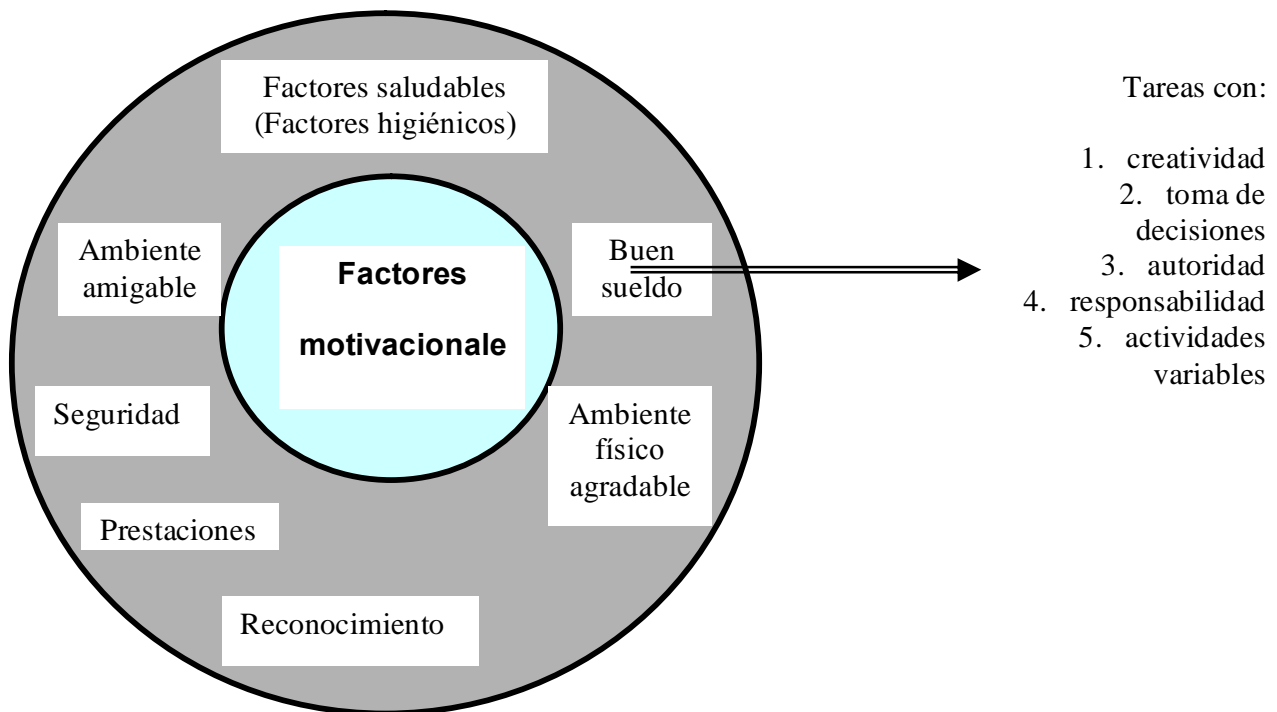 Factores saludables
(Factores higiénicos)
Ambiente
amigable
Factores
motivacionale
Buen
sueldo
Seguridad
Ambiente
físico
agradable
Prestaciones
Reconocimiento
Tareas con:
1. creatividad
2. toma de
decisiones
3. autoridad
4. responsabilidad
5. actividades
variables